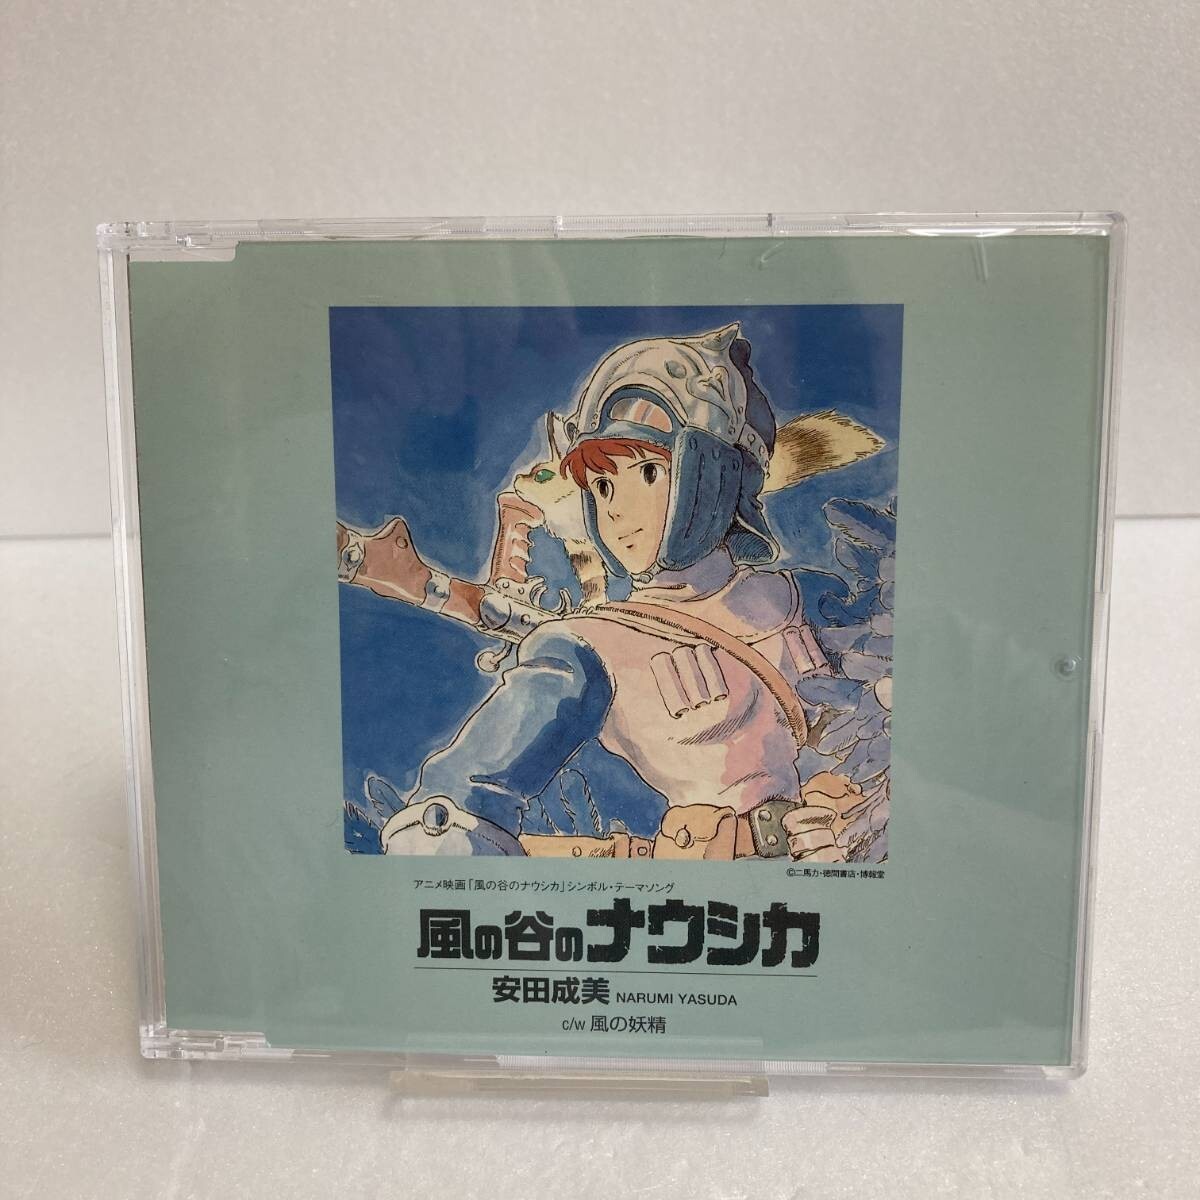 ©二馬力・徳間書店・博報堂
アニメ映画「風の谷のナウシカ」シンボル・テーマソング
風の谷のナウシカ
安田成美 NARUMI YASUDA
c/w 風の妖精